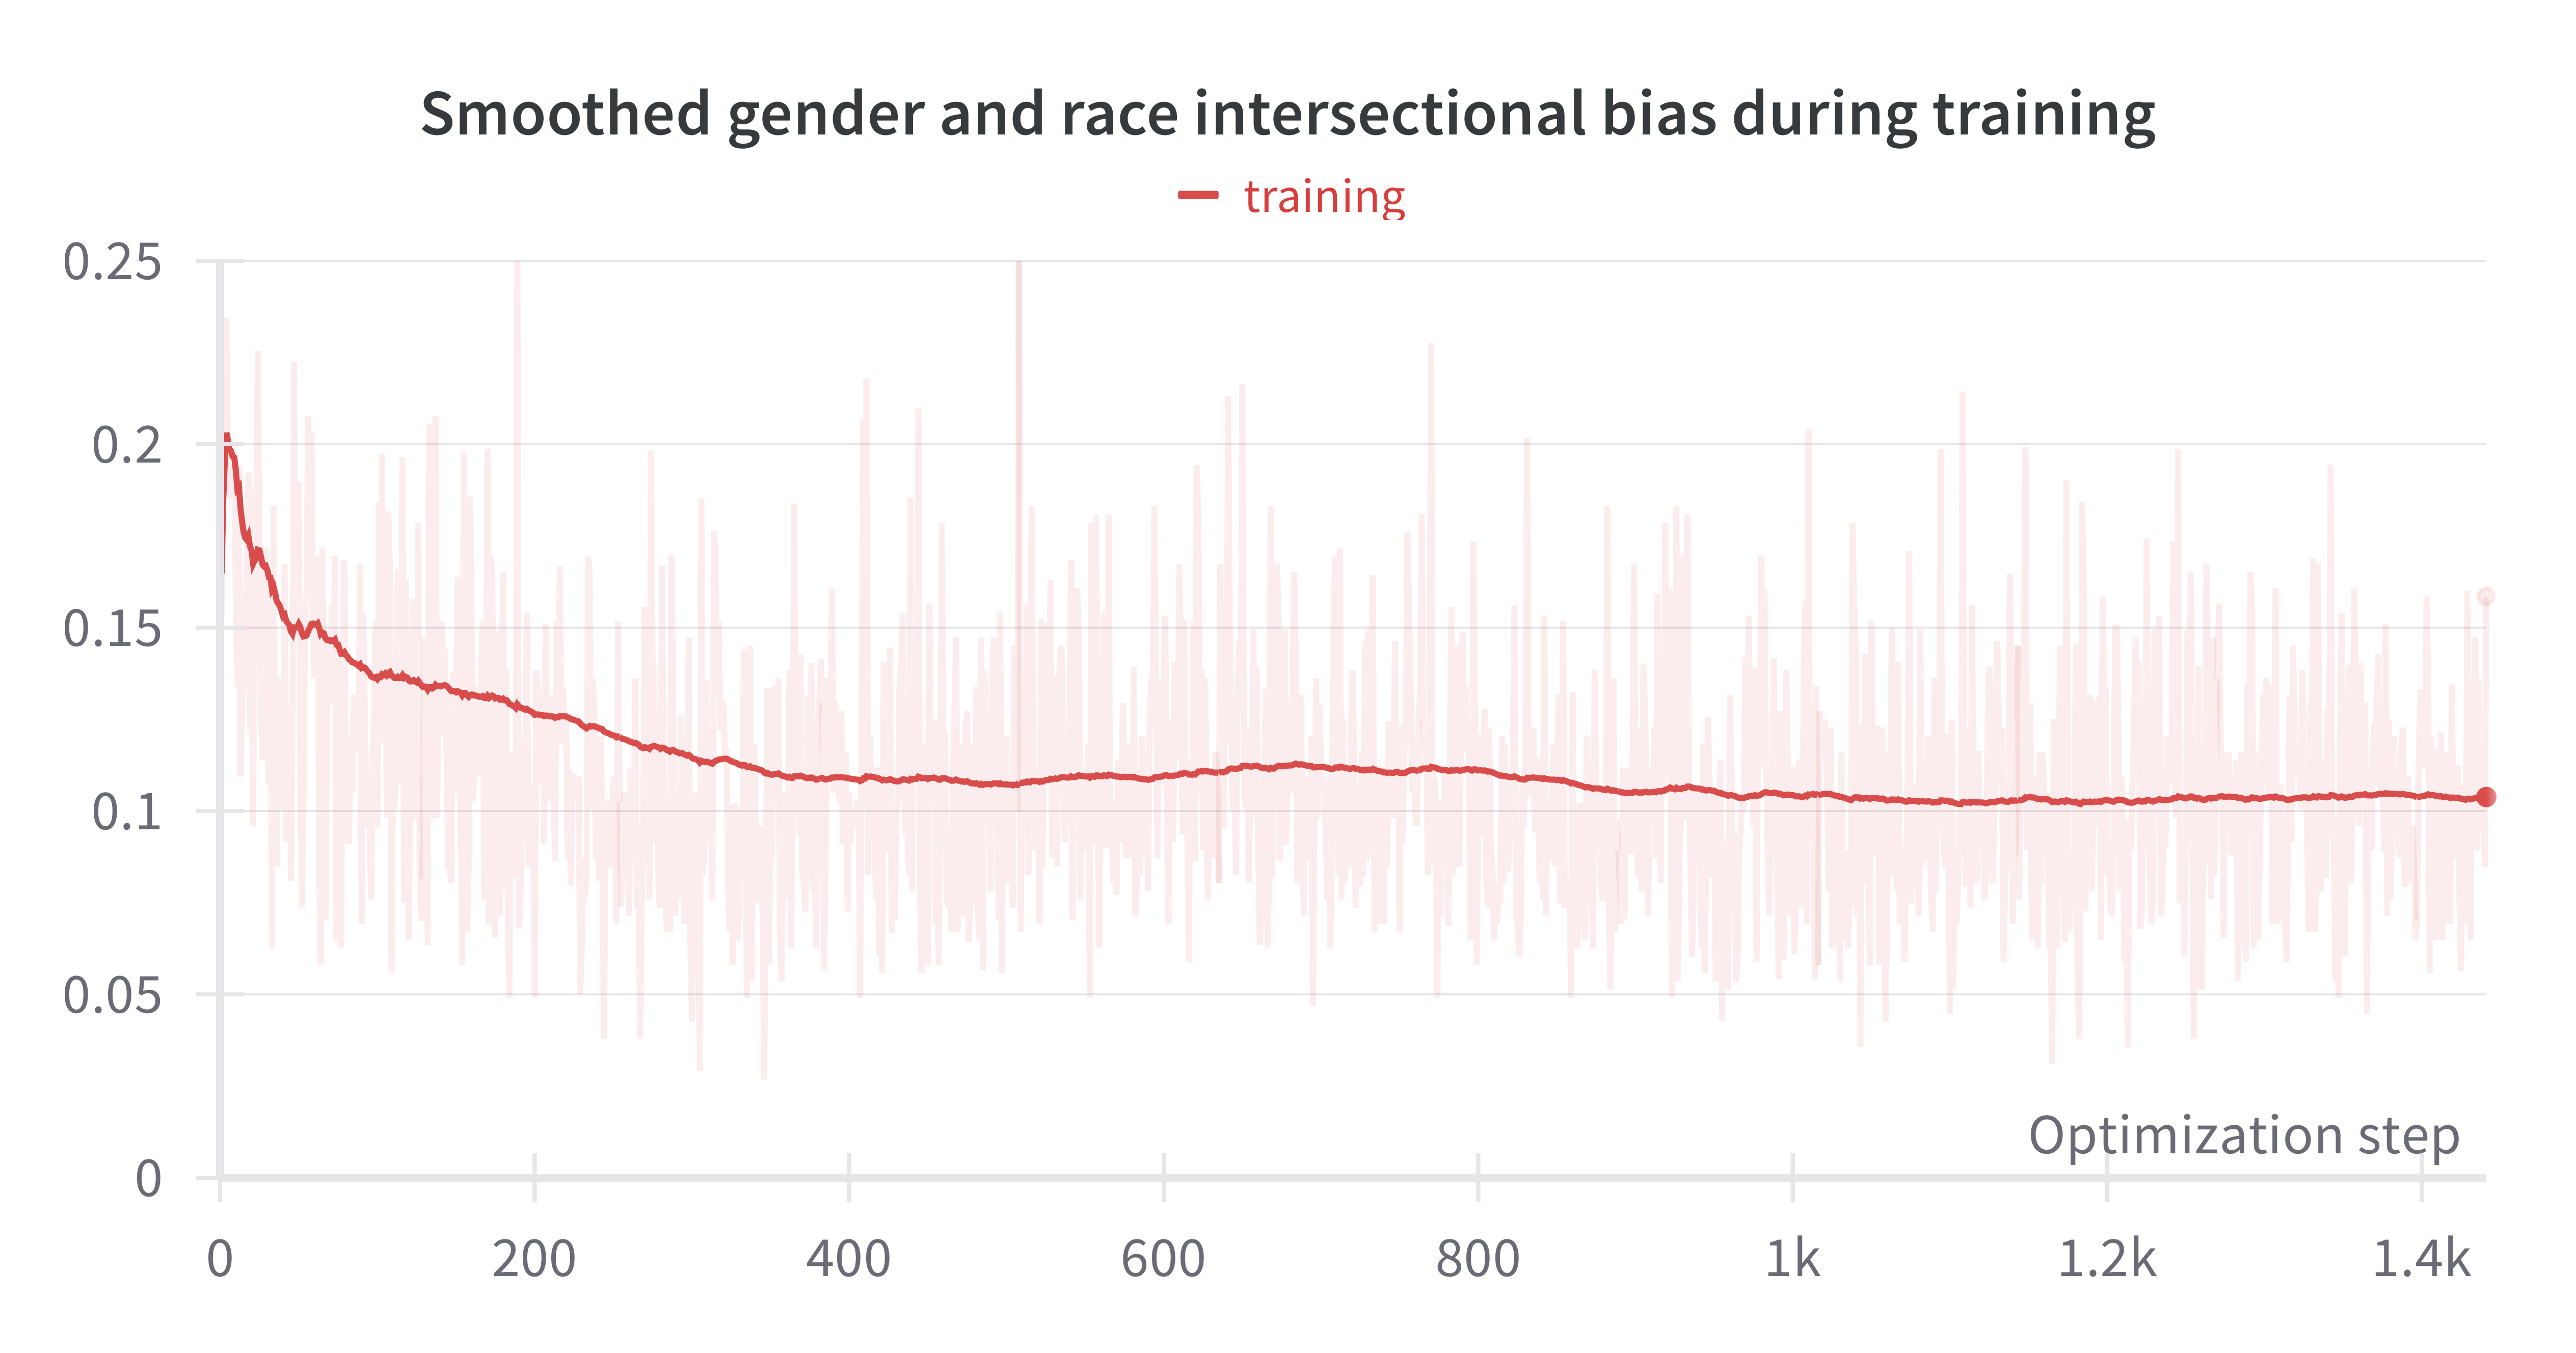 Smoothed gender and race intersectional bias during training
training
0.25
0.2
0.15
0.1
0.05
0
Optimization step
0 200 400 600 800 1k 1.2k 1.4k